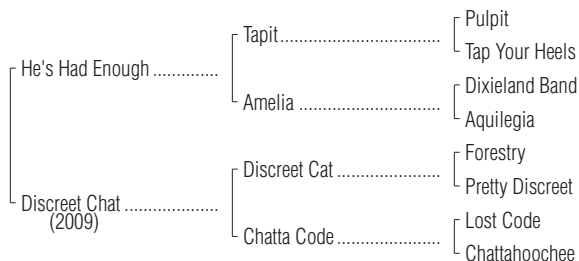 Pulpit
Tapit
Tap Your Heels
He's Had Enough
Dixieland Band
Amelia
Aquilegia
Forestry
Discreet Cat
Pretty Discreet
Discreet Chat
(2009)
Lost Code
Chatta Code
Chattahoochee